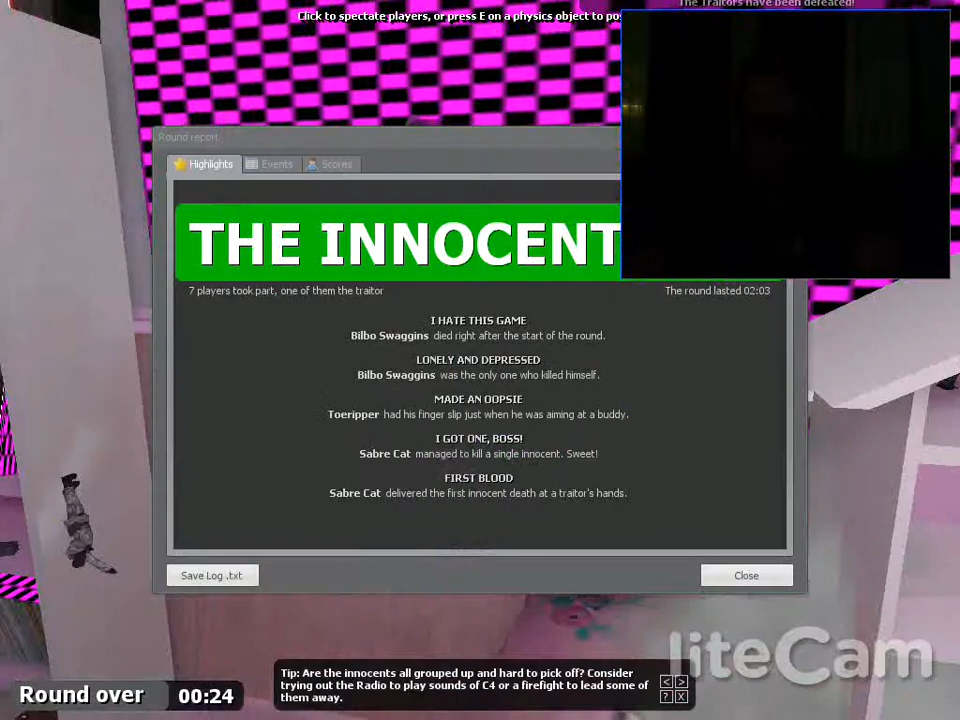 The Traitors have been defeated!
Click to spectate players, or press E on a physics object to
Round report
Highlights
Events
Scores
THE INNOCENT
7 players took part, one of them the traitor
The round lasted 02:03
I HATE THIS GAME
Bilbo Swaggins died right after the start of the round.
LONELY AND DEPRESSED
Bilbo Swaggins was the only one who killed himself.
MADE AN OOPSIE
Toeripper had his finger slip just when he was aiming at a buddy.
I GOT ONE, BOSS!
Sabre Cat managed to kill a single innocent. Sweet!
FIRST BLOOD
Sabre Cat delivered the first innocent death at a traitor's hands.
Save Log .txt
Close
liteCam
Tip: Are the innocents all grouped up and hard to pick off? Consider
trying out the Radio to play sounds of C4 or a firefight to lead some of
them away.
< >
? X
Round over
00:24